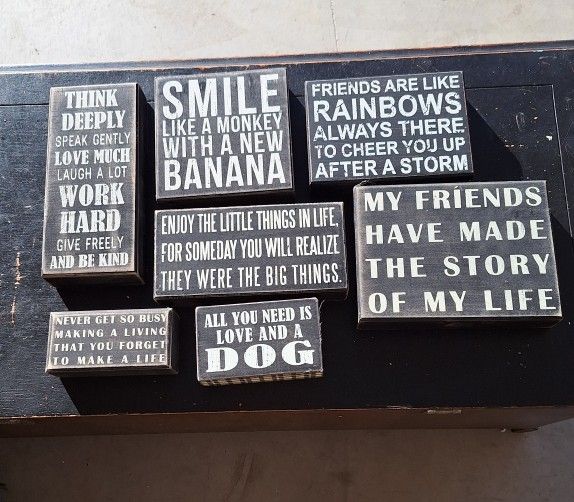 THINK
DEEPLY
SPEAK GENTLY
LOVE MUCH
LAUGH A LOT
WORK
HARD
GIVE FREELY
AND BE KIND
SMILE
LIKE A MONKEY
WITH A NEW
BANANA
FRIENDS ARE LIKE
RAINBOWS
ALWAYS THERE
TO CHEER YOU UP
AFTER A STORM
ENJOY THE LITTLE THINGS IN LIFE,
FOR SOMEDAY YOU WILL REALIZE
THEY WERE THE BIG THINGS.
MY FRIENDS
HAVE MADE
THE STORY
OF MY LIFE
NEVER GET SO BUSY
MAKING A LIVING
THAT YOU FORGET
TO MAKE A LIFE
ALL YOU NEED IS
LOVE AND A
DOG